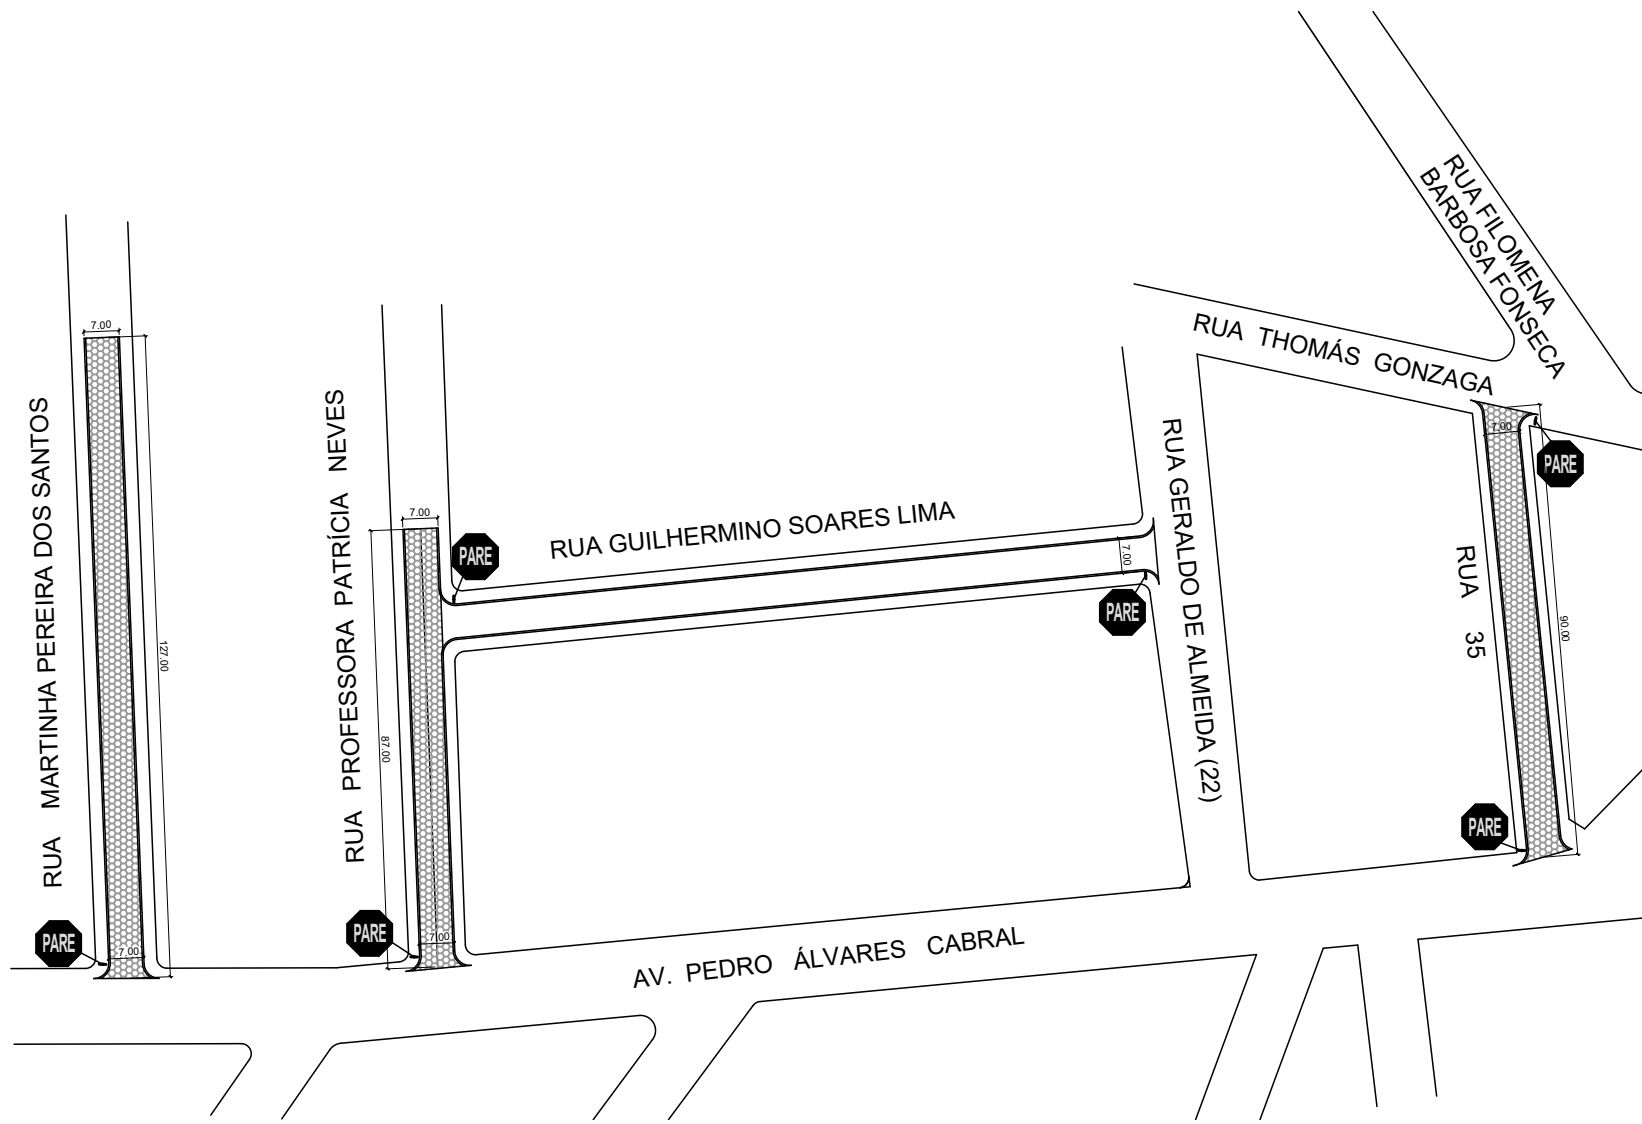 RUA FILOMENA
BARBOSA FONSECA
RUA THOMÁS GONZAGA
7.00
127.00
RUA MARTINHA PEREIRA DOS SANTOS
PARE
7.00
7.00
87.00
RUA PROFESSORA PATRÍCIA NEVES
PARE
PARE
7.00
RUA GUILHERMINO SOARES LIMA
7.00
PARE
RUA GERALDO DE ALMEIDA (22)
7.00
PARE
RUA 35
90.00
PARE
AV. PEDRO ÁLVARES CABRAL